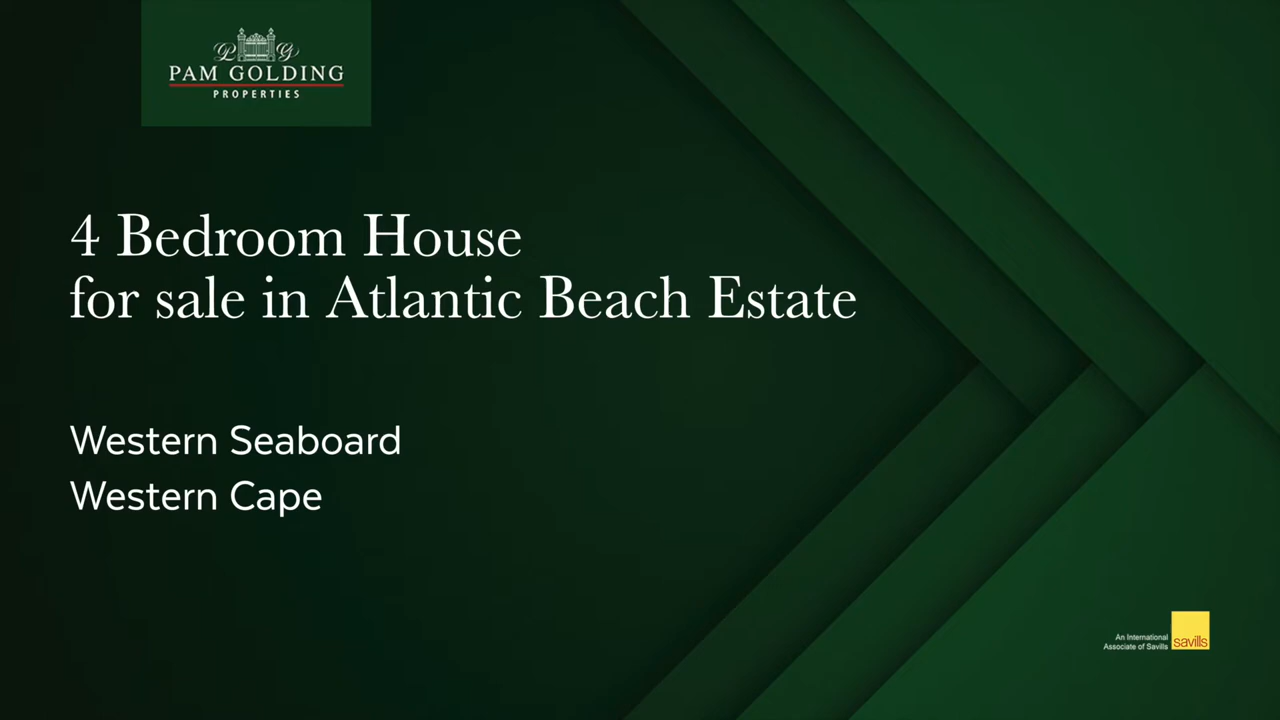 P G
PAM GOLDING
PROPERTIES
4 Bedroom House
for sale in Atlantic Beach Estate
Western Seaboard
Western Cape
An International
Associate of Savills
savills